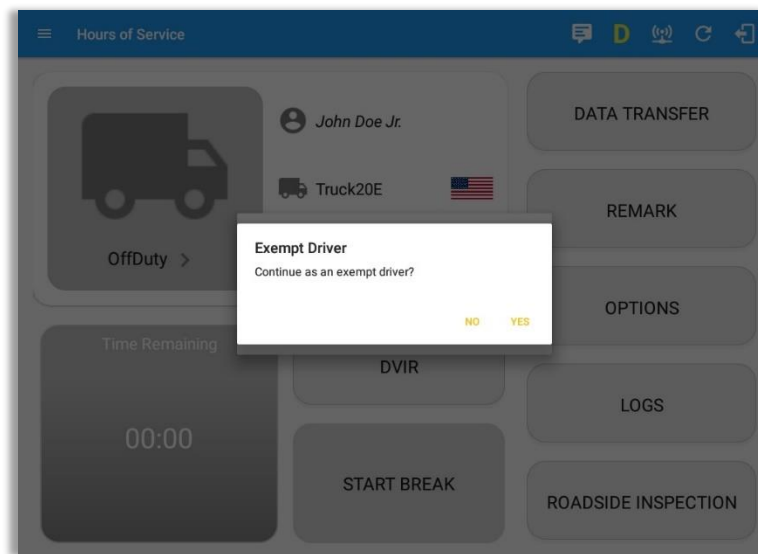 Hours of Service
D
John Doe Jr.
Truck20E
OffDuty >
Exempt Driver
Continue as an exempt driver?
NO YES
Time Remaining
00:00
DVIR
START BREAK
DATA TRANSFER
REMARK
OPTIONS
LOGS
ROADSIDE INSPECTION